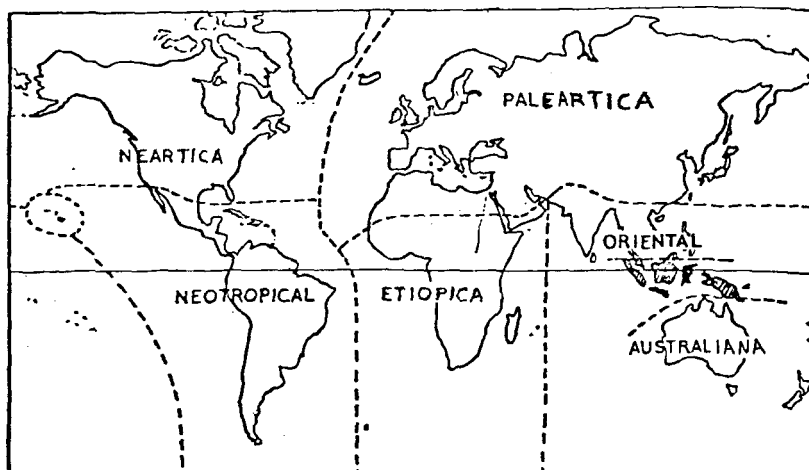 PALEARTICA
NEARTICA
ORIENTAL
NEOTROPICAL
ETIOPICA
AUSTRALIANA